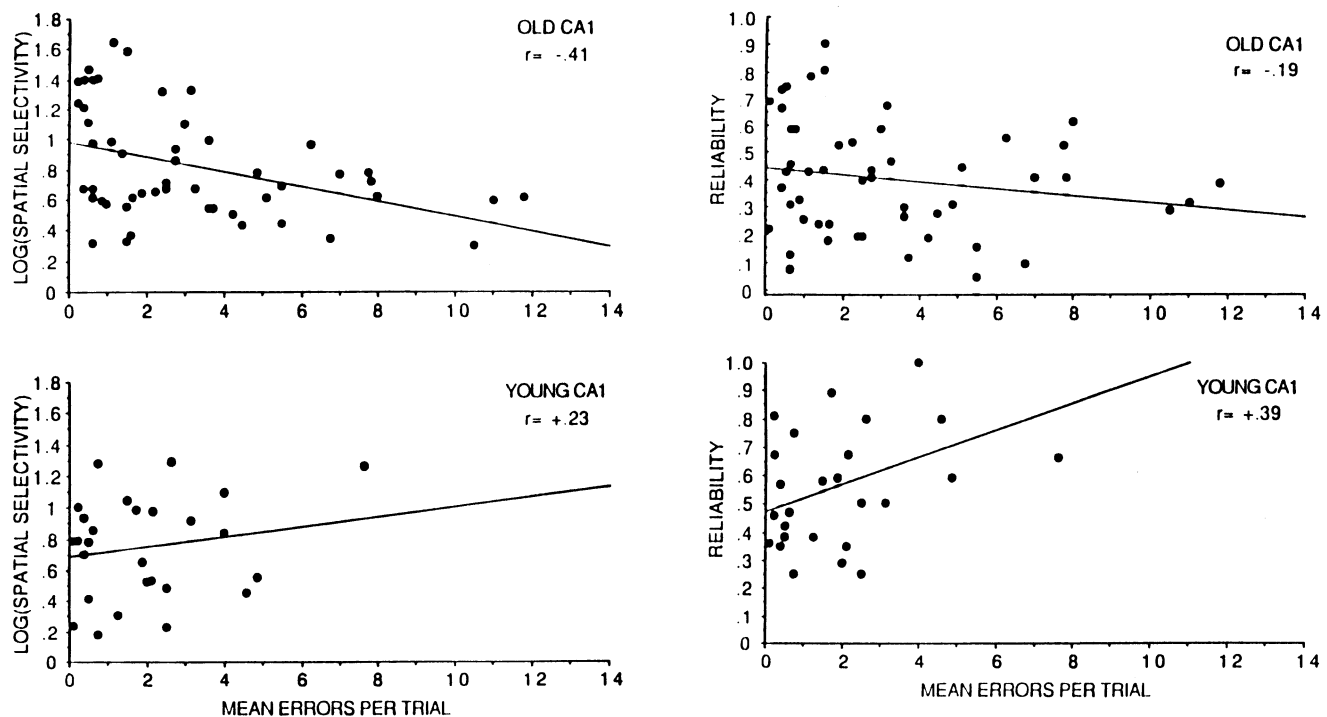 OLD CA1
r= -.41
LOG(SPATIAL SELECTIVITY)
1.8
1.6
1.4
1.2
1
.8
.6
.4
.2
0
0 2 4 6 8 10 12 14
OLD CA1
r= -.19
RELIABILITY
1.0
.9
.8
.7
.6
.5
.4
.3
.2
.1
0
0 2 4 6 8 10 12 14
YOUNG CA1
r= +.23
LOG(SPATIAL SELECTIVITY)
1.8
1.6
1.4
1.2
1
.8
.6
.4
.2
0
0 2 4 6 8 10 12 14
MEAN ERRORS PER TRIAL
YOUNG CA1
r= +.39
RELIABILITY
1.0
.9
.8
.7
.6
.5
.4
.3
.2
.1
0
0 2 4 6 8 10 12 14
MEAN ERRORS PER TRIAL